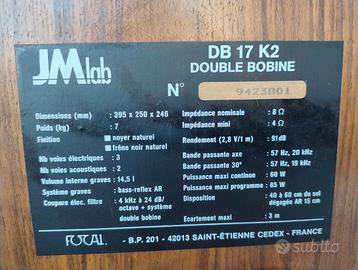 JMlab
DB 17 K2
DOUBLE BOBINE
N° 9423801
Dimensions (mm) : 395 x 250 x 246
Poids (kg) : 7
Finition : noyer naturel
noir naturel
Nb voies électriques : 3
Nb voies acoustiques : 2
Volume interne graves : 14,5 l
Système graves : bass-reflex AR
Coupure élec. filtre : 4 kHz à 24 dB/
octave + système
double bobine
Impédance nominale : 8 Ω
Impédance mini : 4 Ω
Rendement (2,8 V/1 m) : 91dB
Bande passante axe : 57 Hz, 20 kHz
Bande passante 30° : 57 Hz, 19 kHz
Puissance maxi continue : 60 W
Puissance maxi programme : 85 W
Disposition : 40 à 60 cm du sol
dégagée AR 15 cm
Ecartement maxi : 3 m
FOCAL - B.P. 201 - 42013 SAINT-ÉTIENNE CEDEX - FRANCE
subito